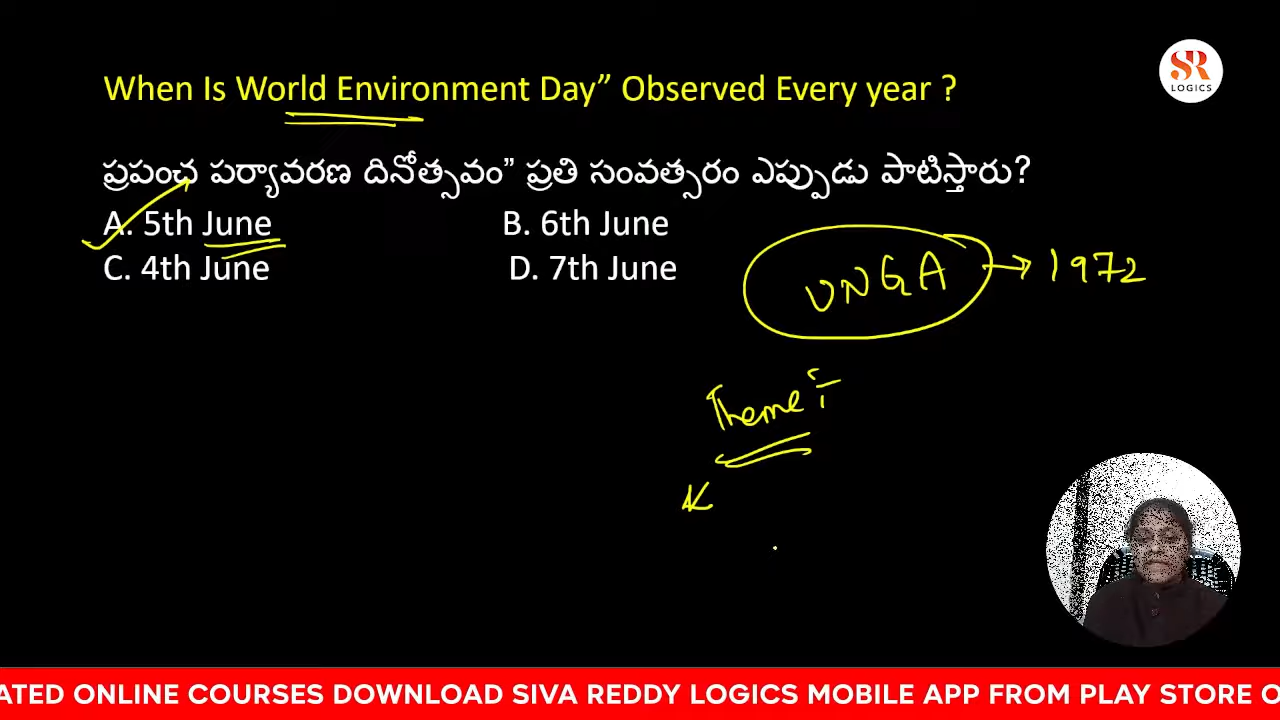 When Is World Environment Day” Observed Every year ?
SR
LOGICS
ప్రపంచ పర్యావరణ దినోత్సవం” ప్రతి సంవత్సరం ఎప్పుడు పాటిస్తారు?
A. 5th June
B. 6th June
C. 4th June
D. 7th June
UNGA → 1972
Theme :-
ATED ONLINE COURSES DOWNLOAD SIVA REDDY LOGICS MOBILE APP FROM PLAY STORE O